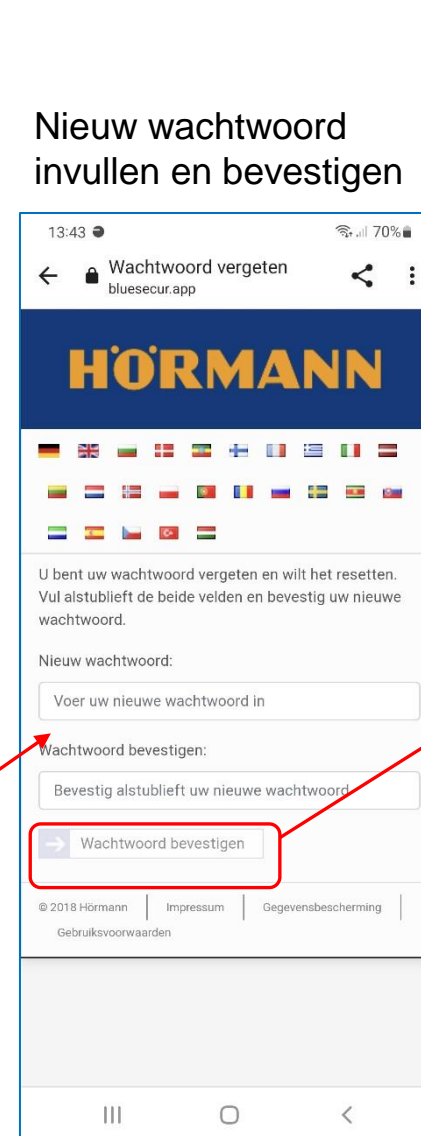 Nieuw wachtwoord
invullen en bevestigen
13:43
70%
Wachtwoord vergeten
bluesecur.app
HÖRMANN
U bent uw wachtwoord vergeten en wilt het resetten.
Vul alstublieft de beide velden en bevestig uw nieuwe
wachtwoord.
Nieuw wachtwoord:
Voer uw nieuwe wachtwoord in
Wachtwoord bevestigen:
Bevestig alstublieft uw nieuwe wachtwoord
Wachtwoord bevestigen
© 2018 Hörmann | Impressum | Gegevensbescherming |
Gebruiksvoorwaarden